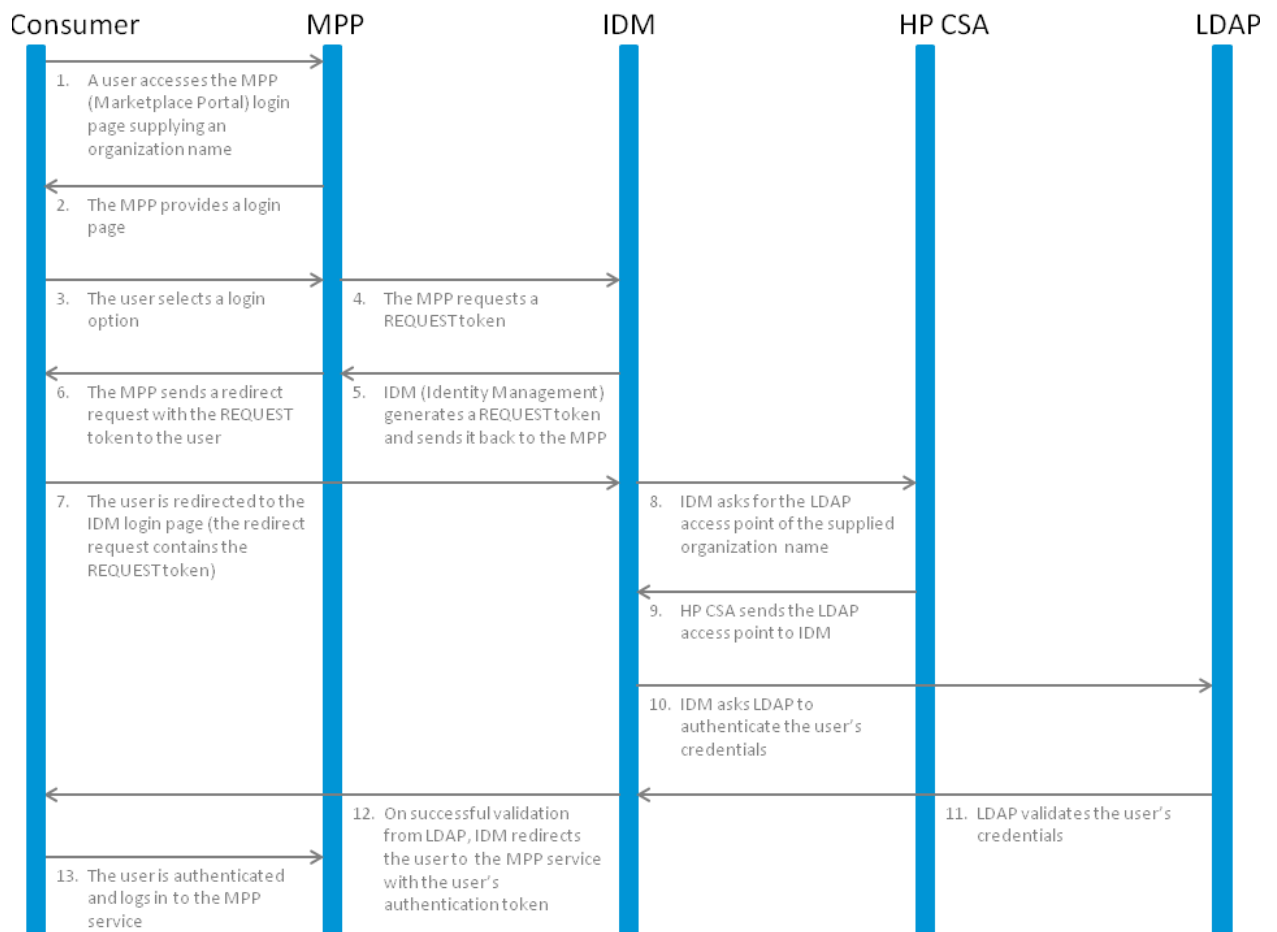 Consumer
MPP
IDM
HP CSA
LDAP
1. A user accesses the MPP
(Marketplace Portal) login
page supplying an
organization name
2. The MPP provides a login
page
3. The user selects a login
option
4. The MPP requests a
REQUEST token
6. The MPP sends a redirect
request with the REQUEST
token to the user
5. IDM (Identity Management)
generates a REQUEST token
and sends it back to the MPP
7. The user is redirected to the
IDM login page (the redirect
request contains the
REQUEST token)
8. IDM asks for the LDAP
access point of the supplied
organization name
9. HP CSA sends the LDAP
access point to IDM
10. IDM asks LDAP to
authenticate the user's
credentials
12. On successful validation
from LDAP, IDM redirects
the user to the MPP service
with the user's
authentication token
11. LDAP validates the user's
credentials
13. The user is authenticated
and logs in to the MPP
service